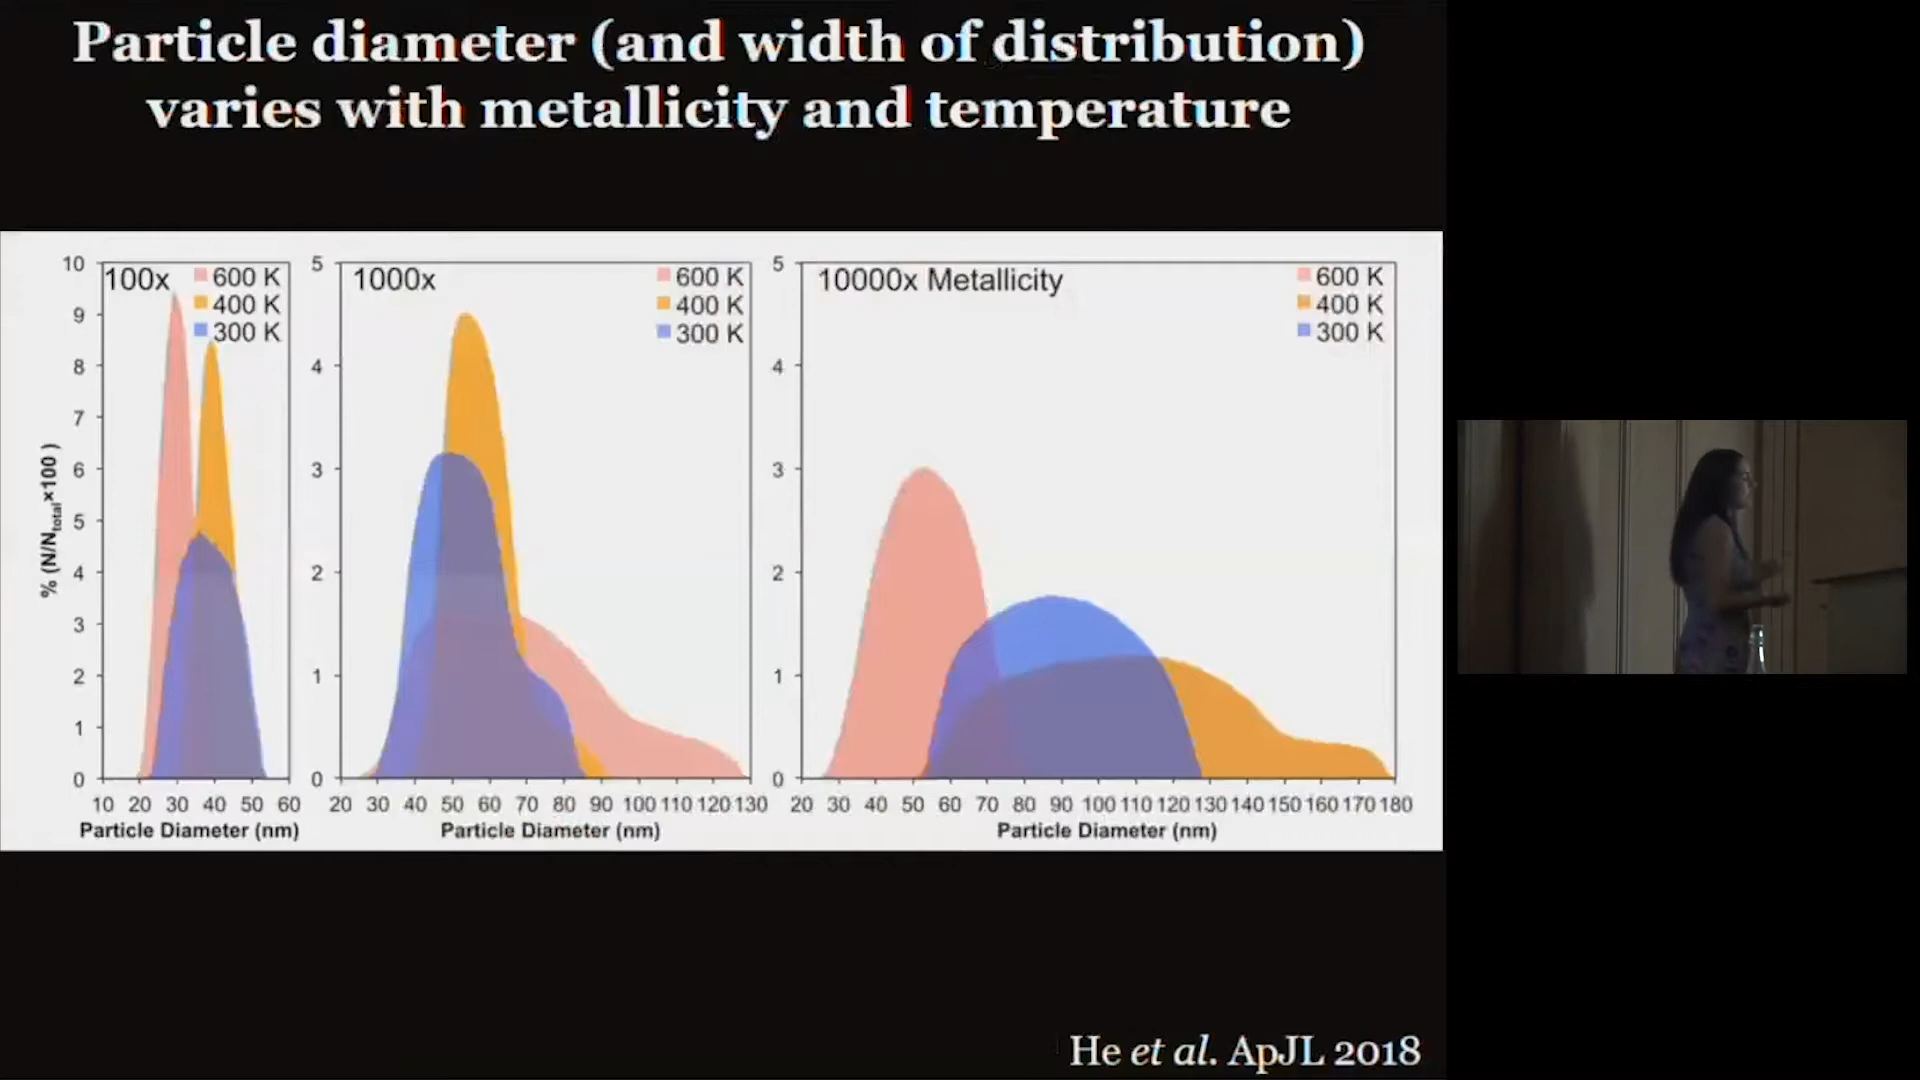 Particle diameter (and width of distribution)
varies with metallicity and temperature
% (N/Ntotal×100 )
10
9
8
7
6
5
4
3
2
1
0
100x
600 K
400 K
300 K
10 20 30 40 50 60
Particle Diameter (nm)
5
4
3
2
1
0
1000x
600 K
400 K
300 K
20 30 40 50 60 70 80 90 100 110 120 130
Particle Diameter (nm)
5
4
3
2
1
0
10000x Metallicity
600 K
400 K
300 K
20 30 40 50 60 70 80 90 100 110 120 130 140 150 160 170 180
Particle Diameter (nm)
He et al. ApJL 2018